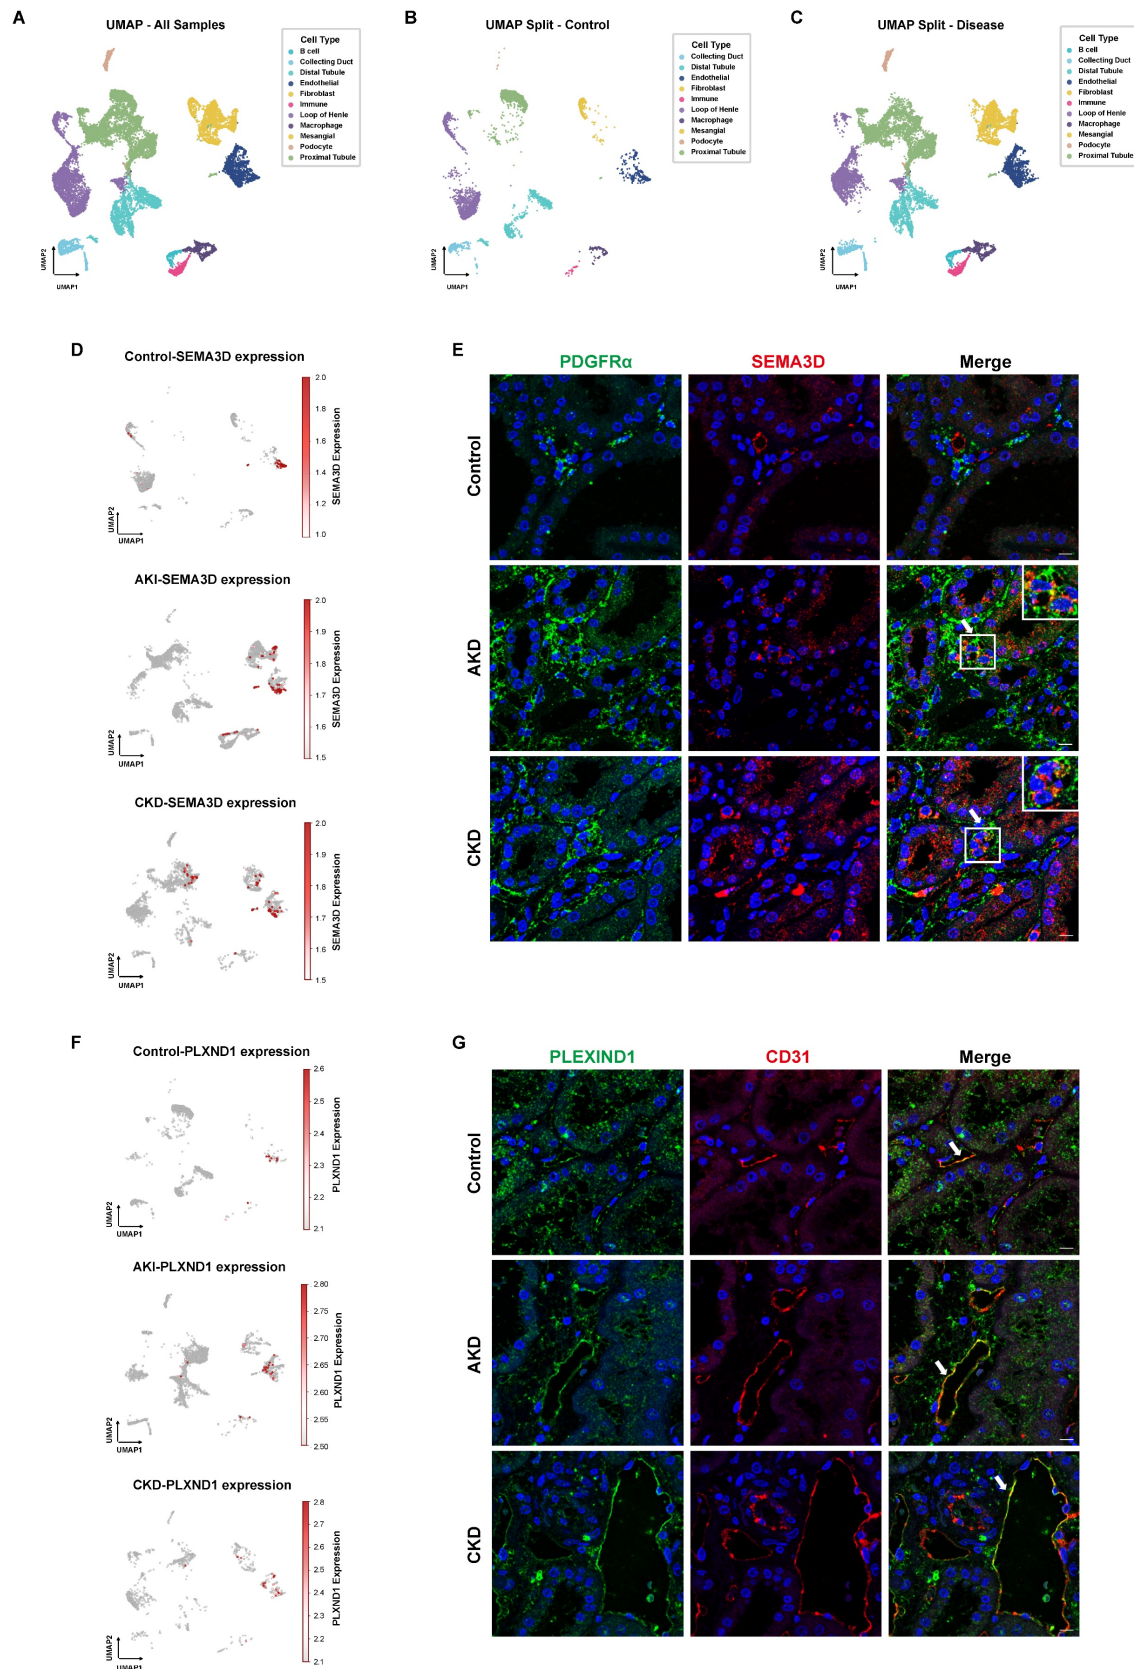 A
UMAP - All Samples
Cell Type
B cell
Collecting Duct
Distal Tubule
Endothelial
Fibroblast
Immune
Loop of Henle
Macrophage
Mesangial
Podocyte
Proximal Tubule
UMAP2
UMAP1
B
UMAP Split - Control
Cell Type
Collecting Duct
Distal Tubule
Endothelial
Fibroblast
Immune
Loop of Henle
Macrophage
Mesangial
Podocyte
Proximal Tubule
UMAP2
UMAP1
C
UMAP Split - Disease
Cell Type
B cell
Collecting Duct
Distal Tubule
Endothelial
Fibroblast
Immune
Loop of Henle
Macrophage
Mesangial
Podocyte
Proximal Tubule
UMAP2
UMAP1
D
Control-SEMA3D expression
2.0
1.8
1.6
1.4
1.2
1.0
SEMA3D Expression
UMAP2
UMAP1
AKI-SEMA3D expression
2.0
1.9
1.8
1.7
1.6
1.5
SEMA3D Expression
UMAP2
UMAP1
CKD-SEMA3D expression
2.0
1.9
1.8
1.7
1.6
1.5
SEMA3D Expression
UMAP2
UMAP1
E
PDGFRα
SEMA3D
Merge
Control
AKD
CKD
F
Control-PLXND1 expression
2.6
2.5
2.4
2.3
2.2
2.1
PLXND1 Expression
UMAP2
UMAP1
AKI-PLXND1 expression
2.80
2.75
2.70
2.65
2.60
2.55
2.50
PLXND1 Expression
UMAP2
UMAP1
CKD-PLXND1 expression
2.8
2.7
2.6
2.5
2.4
2.3
2.2
2.1
PLXND1 Expression
UMAP2
UMAP1
G
PLEXIND1
CD31
Merge
Control
AKD
CKD